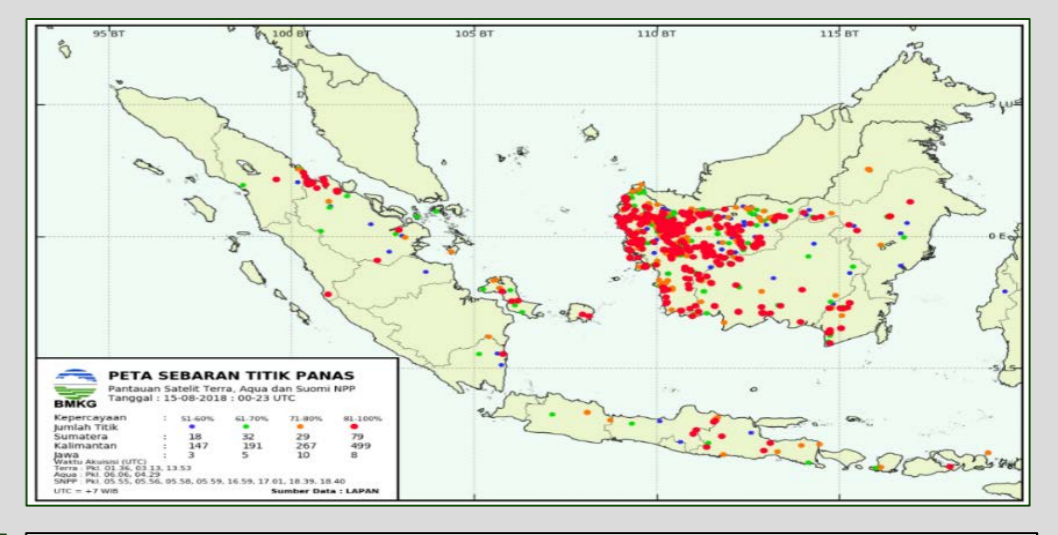 95 BT 100 BT 105 BT 110 BT 115 BT
5 LU
0 E
5 LS
BMKG
PETA SEBARAN TITIK PANAS
Pantauan Satelit Terra, Aqua dan Suomi NPP
Tanggal : 15-08-2018 : 00-23 UTC
Kepercayaan : 51-60% 61-70% 71-80% 81-100%
Jumlah Titik
Sumatera : 18 32 29 79
Kalimantan : 147 191 267 499
Jawa : 3 5 10 8
Waktu Akuisisi (UTC)
Terra : Pkl. 01.36, 03.13, 13.53
Aqua : Pkl. 06.06, 04.29
SNPP : Pkl. 05.55, 05.56, 05.58, 05.59, 16.59, 17.01, 18.39, 18.40
UTC = +7 WIB Sumber Data : LAPAN